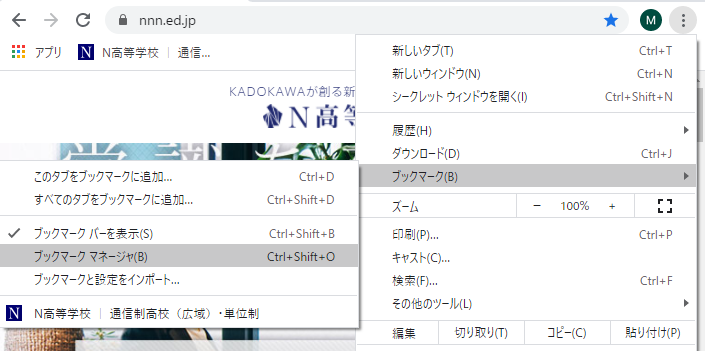 nnn.ed.jp
M
アプリ
N N高等学校 | 通信...
KADOKAWAが創る新
N高等
新しいタブ(T) Ctrl+T
新しいウィンドウ(N) Ctrl+N
シークレット ウィンドウを開く(I) Ctrl+Shift+N
履歴(H)
ダウンロード(D) Ctrl+J
ブックマーク(B)
ズーム － 100% ＋
印刷(P)... Ctrl+P
キャスト(C)...
検索(F)... Ctrl+F
その他のツール(L)
編集 切り取り(T) コピー(C) 貼り付け(P)
このタブをブックマークに追加... Ctrl+D
すべてのタブをブックマークに追加... Ctrl+Shift+D
ブックマーク バーを表示(S) Ctrl+Shift+B
ブックマーク マネージャ(B) Ctrl+Shift+O
ブックマークと設定をインポート...
N N高等学校 | 通信制高校（広域）・単位制